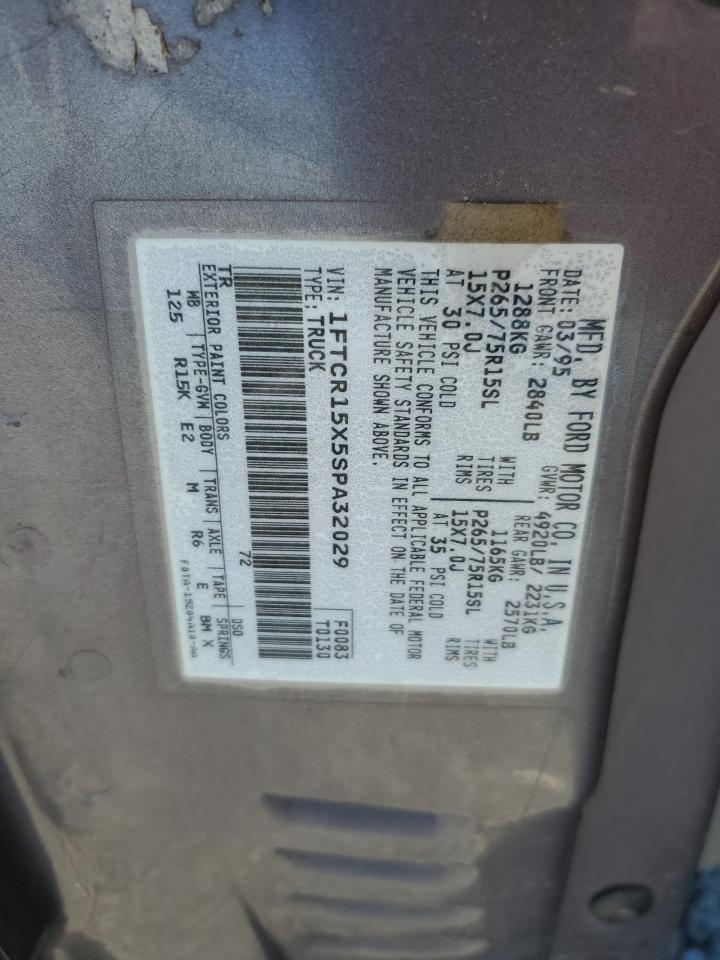 MFD. BY FORD MOTOR CO. IN U.S.A.
DATE: 03/95 GVWR: 4920LB/ 2231KG
FRONT GAWR: 2840LB REAR GAWR: 2570LB
1288KG WITH 1165KG WITH
P265/75R15SL TIRES P265/75R15SL TIRES
15X7.0J RIMS 15X7.0J RIMS
AT 30 PSI COLD AT 35 PSI COLD
THIS VEHICLE CONFORMS TO ALL APPLICABLE FEDERAL MOTOR
VEHICLE SAFETY STANDARDS IN EFFECT ON THE DATE OF
MANUFACTURE SHOWN ABOVE.
VIN: 1FTCR15X5SPA32029 F0083
TYPE: TRUCK T0130
72
TR DSO
EXTERIOR PAINT COLORS
WB | TYPE-GVW | BODY | TRANS | AXLE | TAPE | SPRINGS
125 R15K E2 M R6 E BM X
F0TA-15204A10-AA